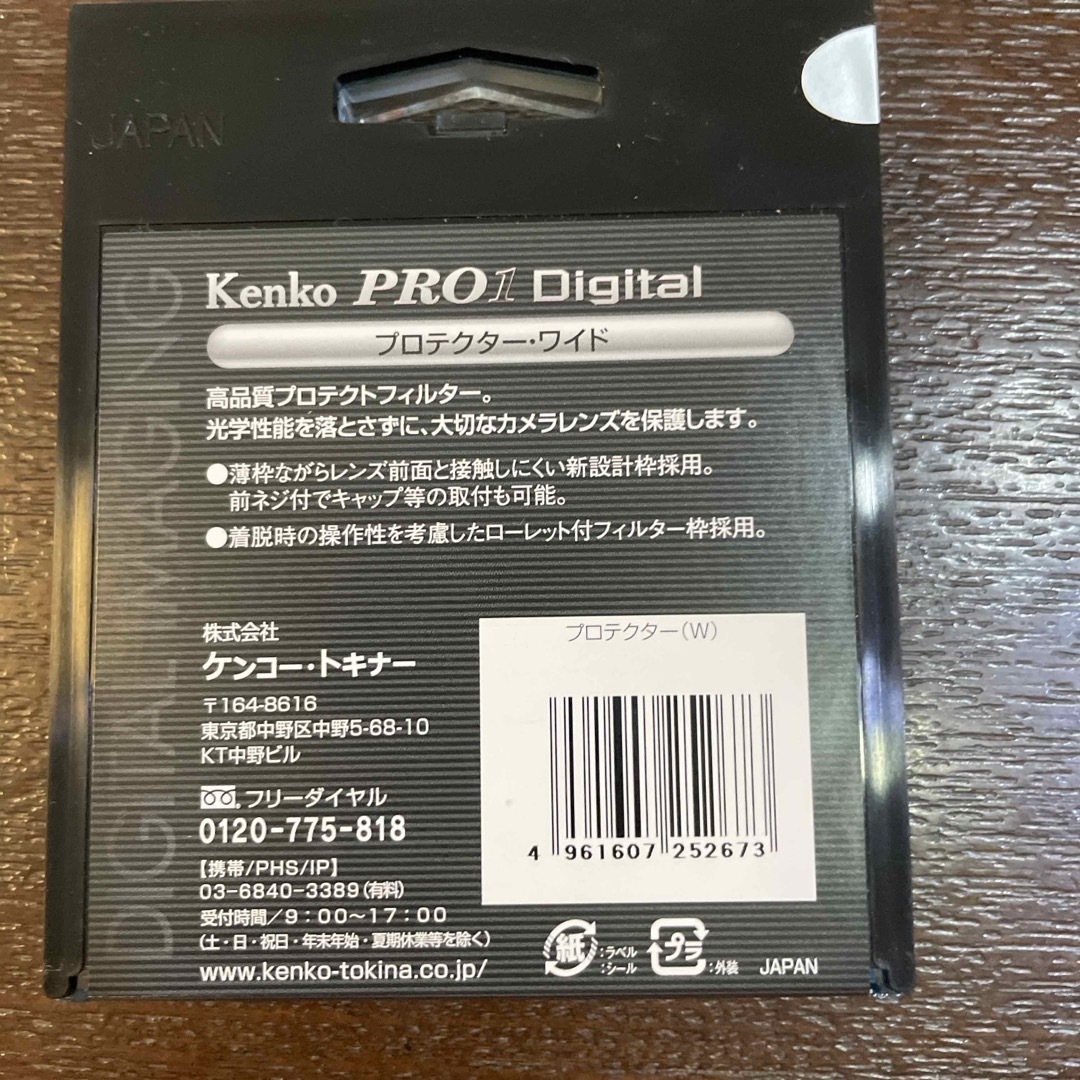 JAPAN
Kenko PRO1 Digital
プロテクター・ワイド
高品質プロテクトフィルター。
光学性能を落とさずに、大切なカメラレンズを保護します。
●薄枠ながらレンズ前面と接触しにくい新設計枠採用。
前ネジ付でキャップ等の取付も可能。
●着脱時の操作性を考慮したローレット付フィルター枠採用。
株式会社
ケンコー・トキナー
〒164-8616
東京都中野区中野5-68-10
KT中野ビル
フリーダイヤル
0120-775-818
【携帯/PHS/IP】
03-6840-3389(有料)
受付時間/9:00〜17:00
(土・日・祝日・年末年始・夏期休業等を除く)
www.kenko-tokina.co.jp/
プロテクター(W)
4 961607 252673
紙 :ラベル
:シール
プラ :外装
JAPAN